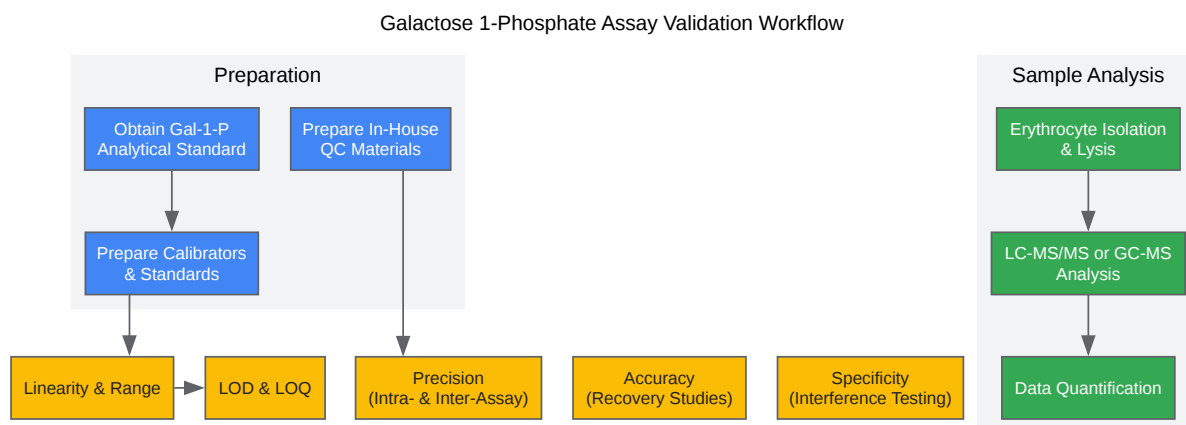 Galactose 1-Phosphate Assay Validation Workflow
Preparation
Obtain Gal-1-P
Analytical Standard
Prepare In-House
QC Materials
Prepare Calibrators
& Standards
Sample Analysis
Erythrocyte Isolation
& Lysis
LC-MS/MS or GC-MS
Analysis
Linearity & Range
LOD & LOQ
Precision
(Intra- & Inter-Assay)
Accuracy
(Recovery Studies)
Specificity
(Interference Testing)
Data Quantification